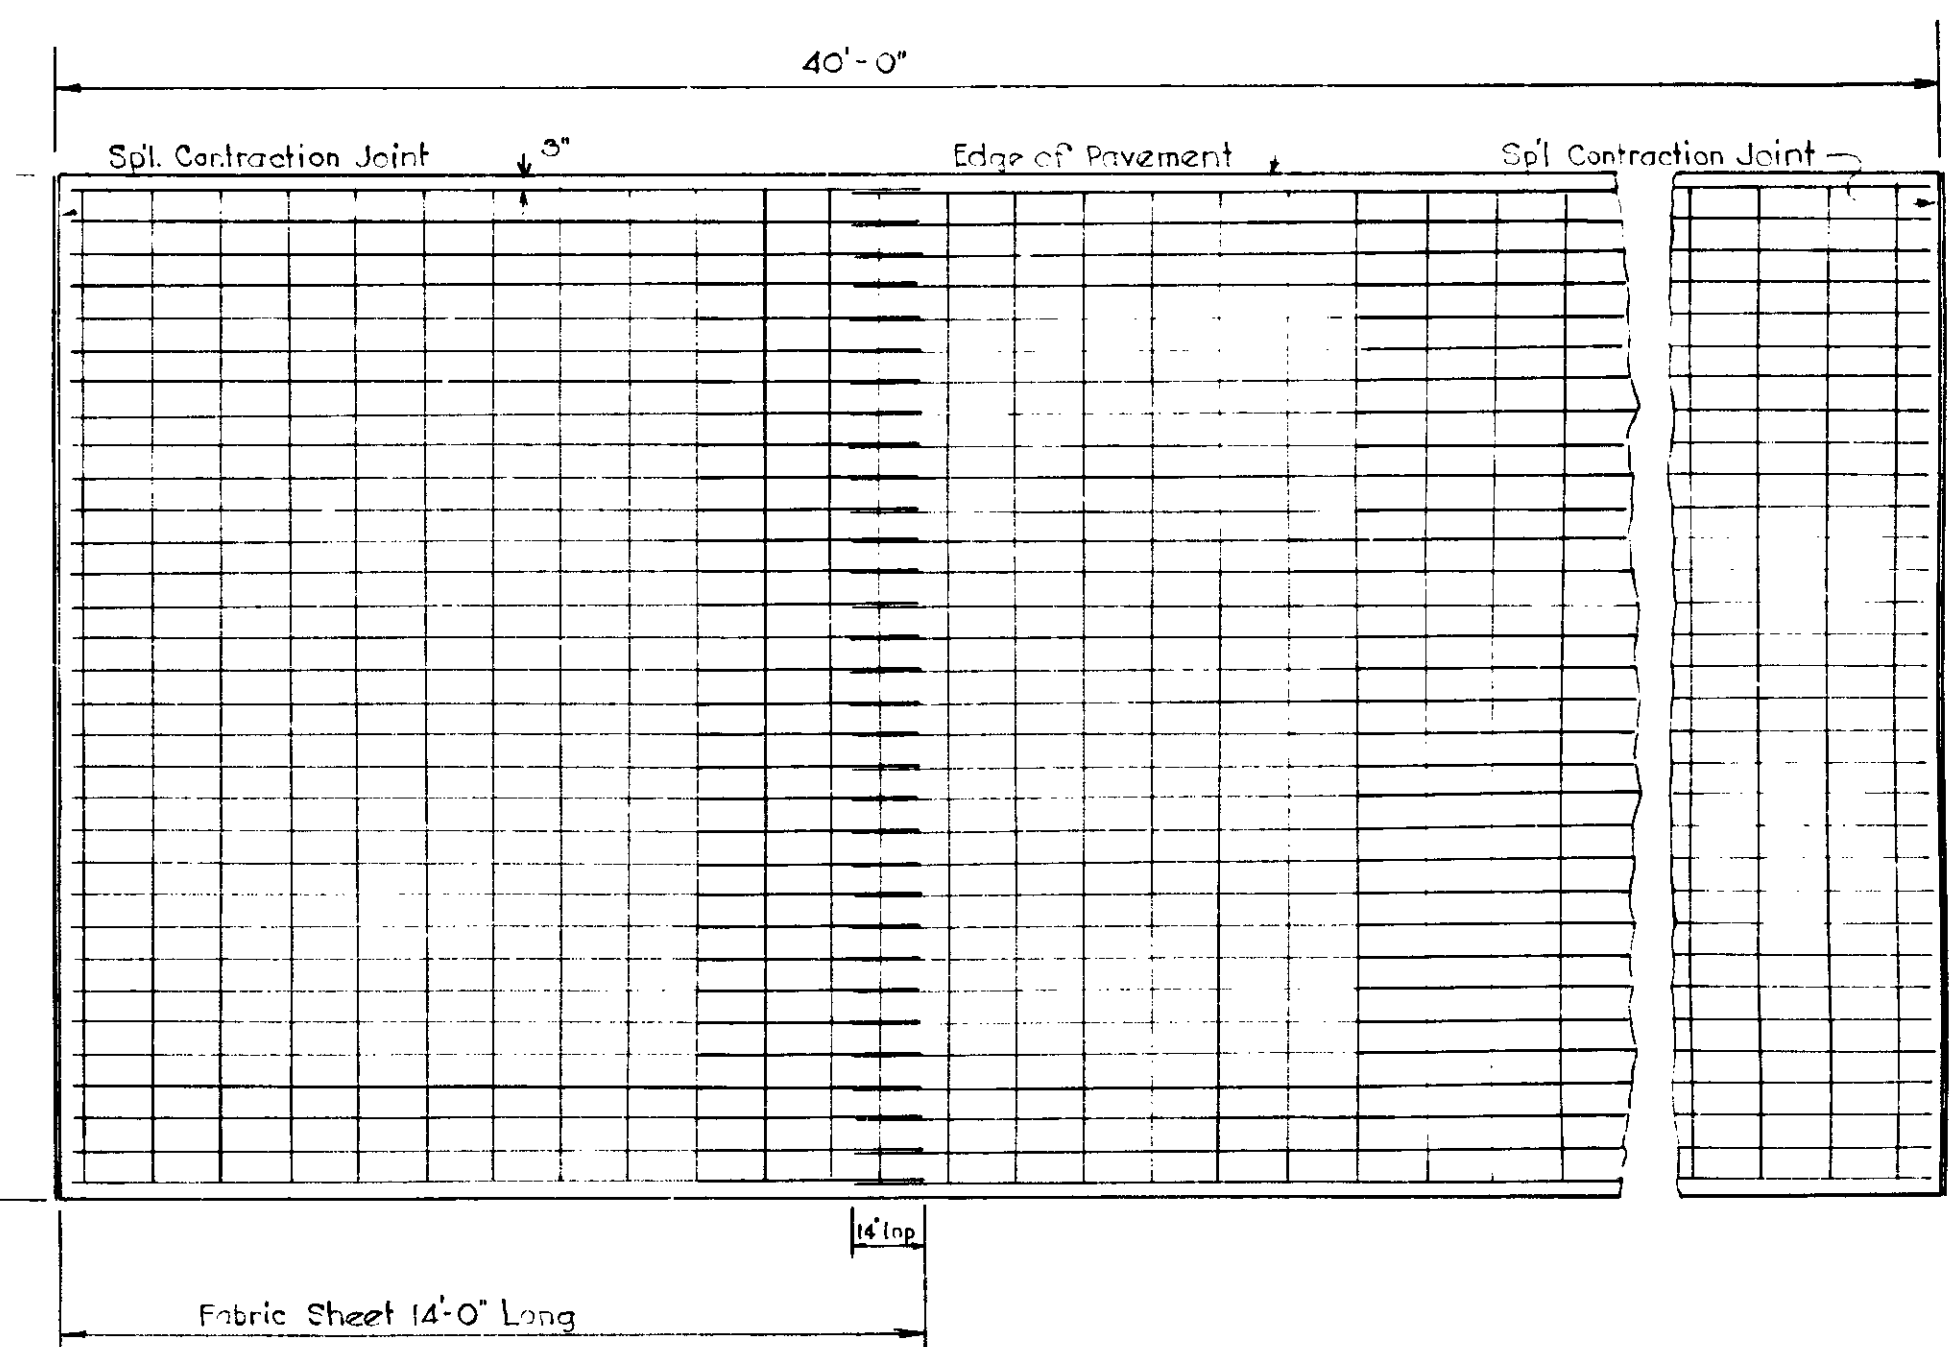 40'-0"
Sp'l. Contraction Joint
3"
Edge of Pavement
Sp'l Contraction Joint
14" Lap
Fabric Sheet 14'-0" Long